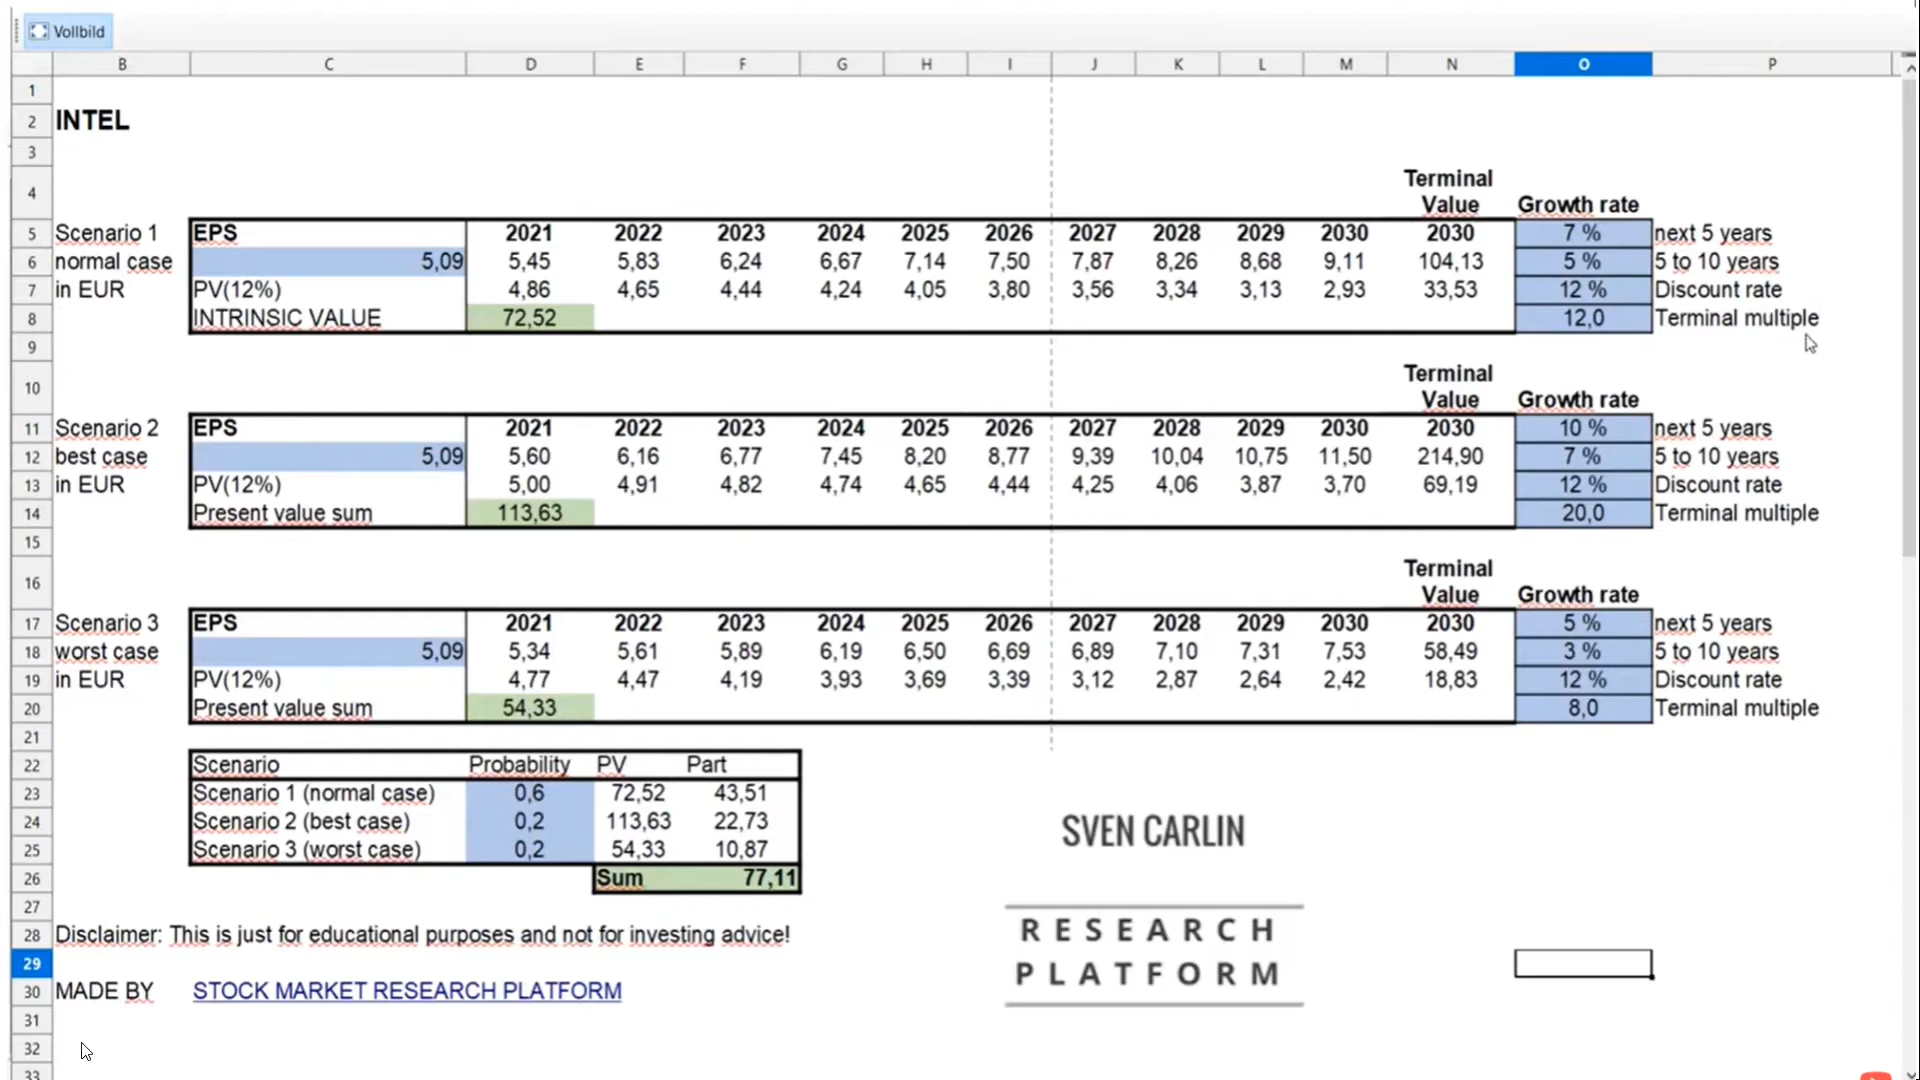 Vollbild
B C D E F G H I J K L M N O P
1
2 INTEL
3
4 Terminal Value Growth rate
5 Scenario 1 EPS 2021 2022 2023 2024 2025 2026 2027 2028 2029 2030 2030 7 % next 5 years
6 normal case 5,09 5,45 5,83 6,24 6,67 7,14 7,50 7,87 8,26 8,68 9,11 104,13 5 % 5 to 10 years
7 in EUR PV(12%) 4,86 4,65 4,44 4,24 4,05 3,80 3,56 3,34 3,13 2,93 33,53 12 % Discount rate
8 INTRINSIC VALUE 72,52 12,0 Terminal multiple
9
10 Terminal Value Growth rate
11 Scenario 2 EPS 2021 2022 2023 2024 2025 2026 2027 2028 2029 2030 2030 10 % next 5 years
12 best case 5,09 5,60 6,16 6,77 7,45 8,20 8,77 9,39 10,04 10,75 11,50 214,90 7 % 5 to 10 years
13 in EUR PV(12%) 5,00 4,91 4,82 4,74 4,65 4,44 4,25 4,06 3,87 3,70 69,19 12 % Discount rate
14 Present value sum 113,63 20,0 Terminal multiple
15
16 Terminal Value Growth rate
17 Scenario 3 EPS 2021 2022 2023 2024 2025 2026 2027 2028 2029 2030 2030 5 % next 5 years
18 worst case 5,09 5,34 5,61 5,89 6,19 6,50 6,69 6,89 7,10 7,31 7,53 58,49 3 % 5 to 10 years
19 in EUR PV(12%) 4,77 4,47 4,19 3,93 3,69 3,39 3,12 2,87 2,64 2,42 18,83 12 % Discount rate
20 Present value sum 54,33 8,0 Terminal multiple
21
22 Scenario Probability PV Part
23 Scenario 1 (normal case) 0,6 72,52 43,51
24 Scenario 2 (best case) 0,2 113,63 22,73
25 Scenario 3 (worst case) 0,2 54,33 10,87
26 Sum 77,11
27
28 Disclaimer: This is just for educational purposes and not for investing advice!
29
30 MADE BY STOCK MARKET RESEARCH PLATFORM
31
32
33
SVEN CARLIN
RESEARCH
PLATFORM